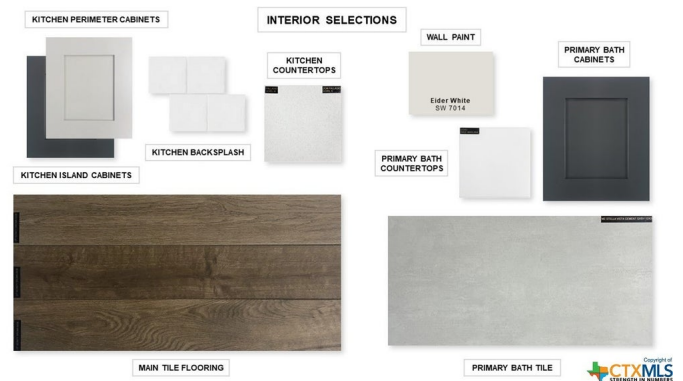 INTERIOR SELECTIONS
KITCHEN PERIMETER CABINETS
KITCHEN
COUNTERTOPS
WALL PAINT
PRIMARY BATH
CABINETS
Eider White
SW 7014
KITCHEN BACKSPLASH
PRIMARY BATH
COUNTERTOPS
KITCHEN ISLAND CABINETS
MAIN TILE FLOORING
PRIMARY BATH TILE
Copyright of
CTXMLS
STRENGTH IN NUMBERS